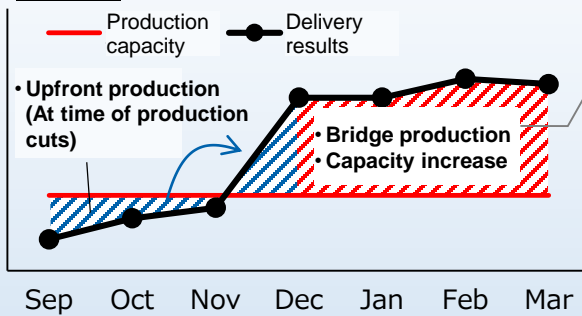 Production
capacity
Delivery
results
・Upfront production
(At time of production
cuts)
・Bridge production
・Capacity increase
Sep Oct Nov Dec Jan Feb Mar